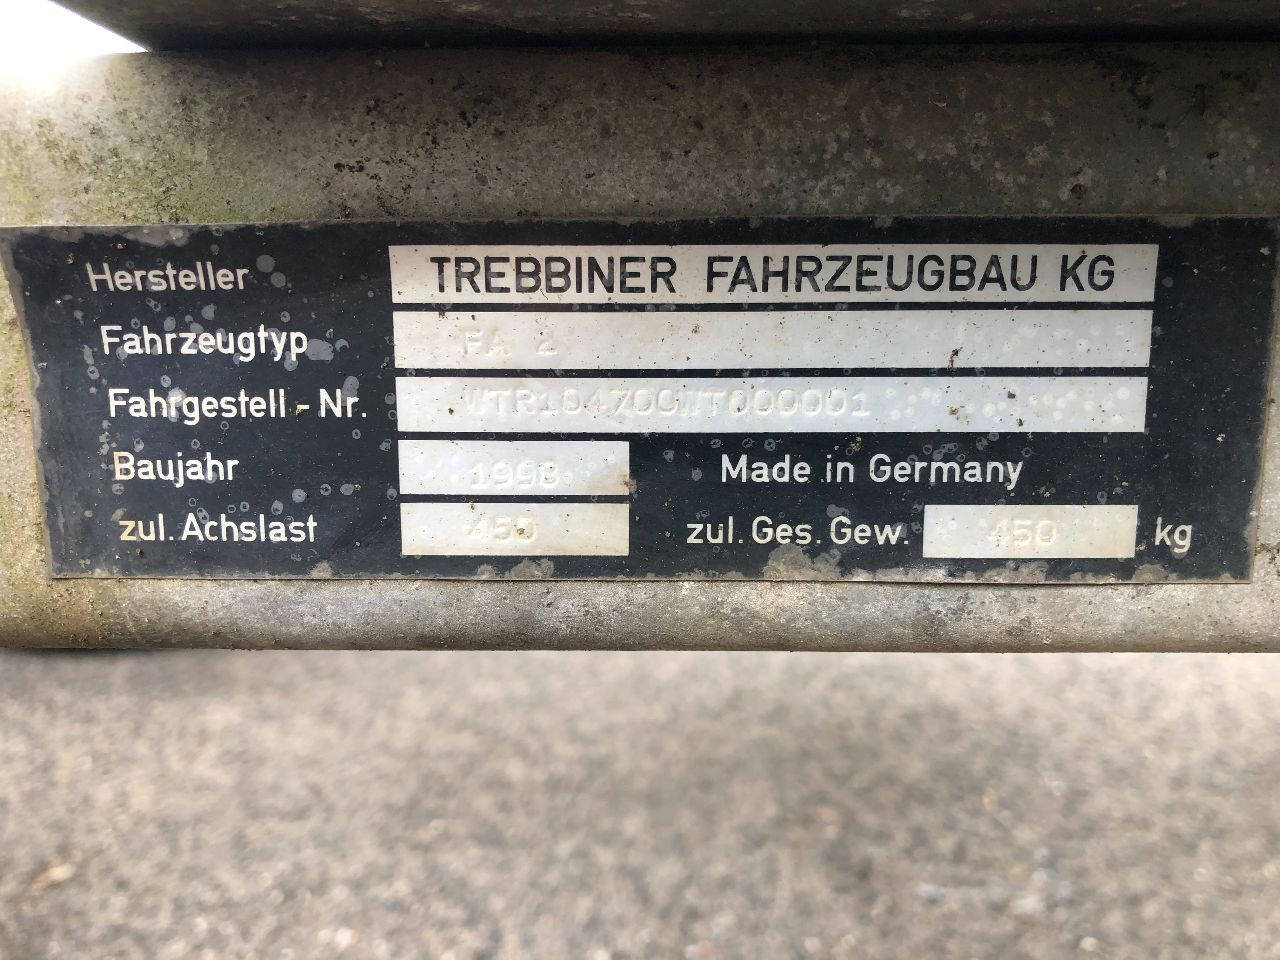 Hersteller TREBBINER FAHRZEUGBAU KG
Fahrzeugtyp FA 2
Fahrgestell-Nr. WTR184700WT000001
Baujahr 1998 Made in Germany
zul. Achslast 450 zul. Ges. Gew. 450 kg